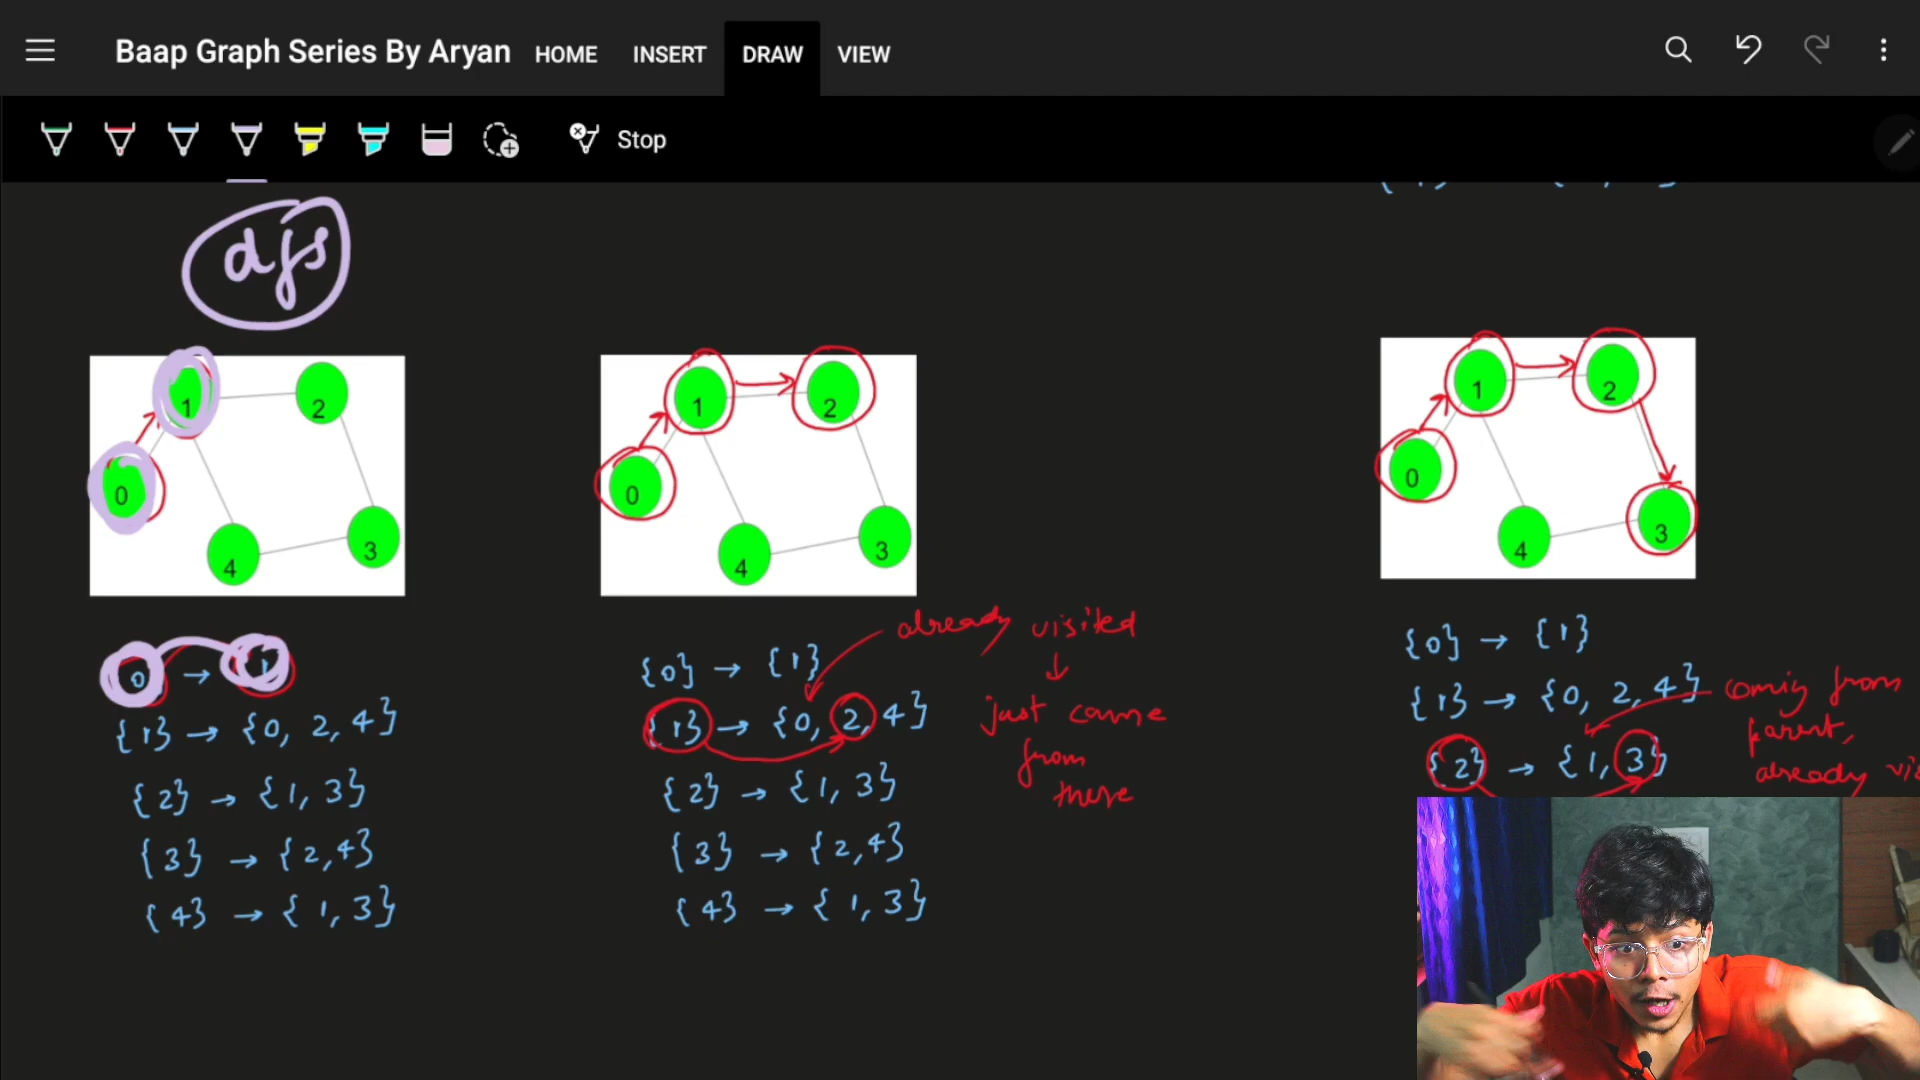 Baap Graph Series By Aryan HOME INSERT DRAW VIEW
Stop
dfs
1 2
0
4 3
0 → 1
{1} → {0, 2, 4}
{2} → {1, 3}
{3} → {2,4}
{4} → {1, 3}
1 2
0
4 3
already visited
↓
just came
from
there
{0} → {1}
{1} → {0, 2, 4}
{2} → {1, 3}
{3} → {2,4}
{4} → {1, 3}
1 2
0
4 3
{0} → {1}
{1} → {0, 2, 4}
{2} → {1, 3}
coming from
parent,
already